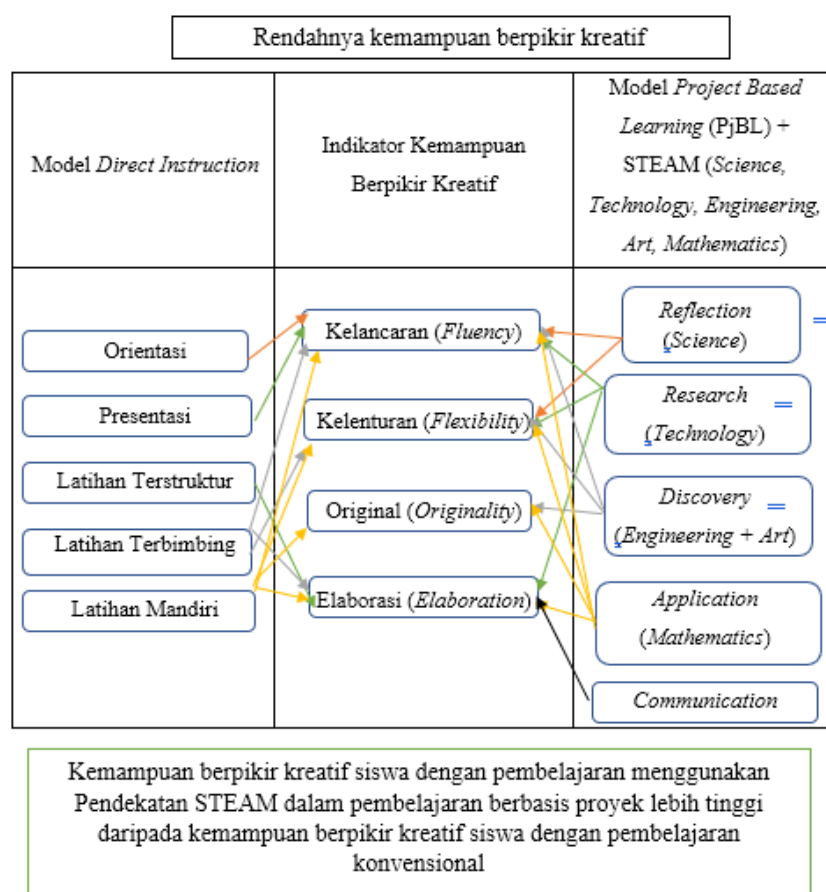 Rendahnya kemampuan berpikir kreatif
Model Direct Instruction
Indikator Kemampuan
Berpikir Kreatif
Model Project Based
Learning (PjBL) +
STEAM (Science,
Technology, Engineering,
Art, Mathematics)
Orientasi
Presentasi
Latihan Terstruktur
Latihan Terbimbing
Latihan Mandiri
Kelancaran (Fluency)
Kelenturan (Flexibility)
Original (Originality)
Elaborasi (Elaboration)
Reflection
(Science)
Research
(Technology)
Discovery
(Engineering + Art)
Application
(Mathematics)
Communication
Kemampuan berpikir kreatif siswa dengan pembelajaran menggunakan
Pendekatan STEAM dalam pembelajaran berbasis proyek lebih tinggi
daripada kemampuan berpikir kreatif siswa dengan pembelajaran
konvensional